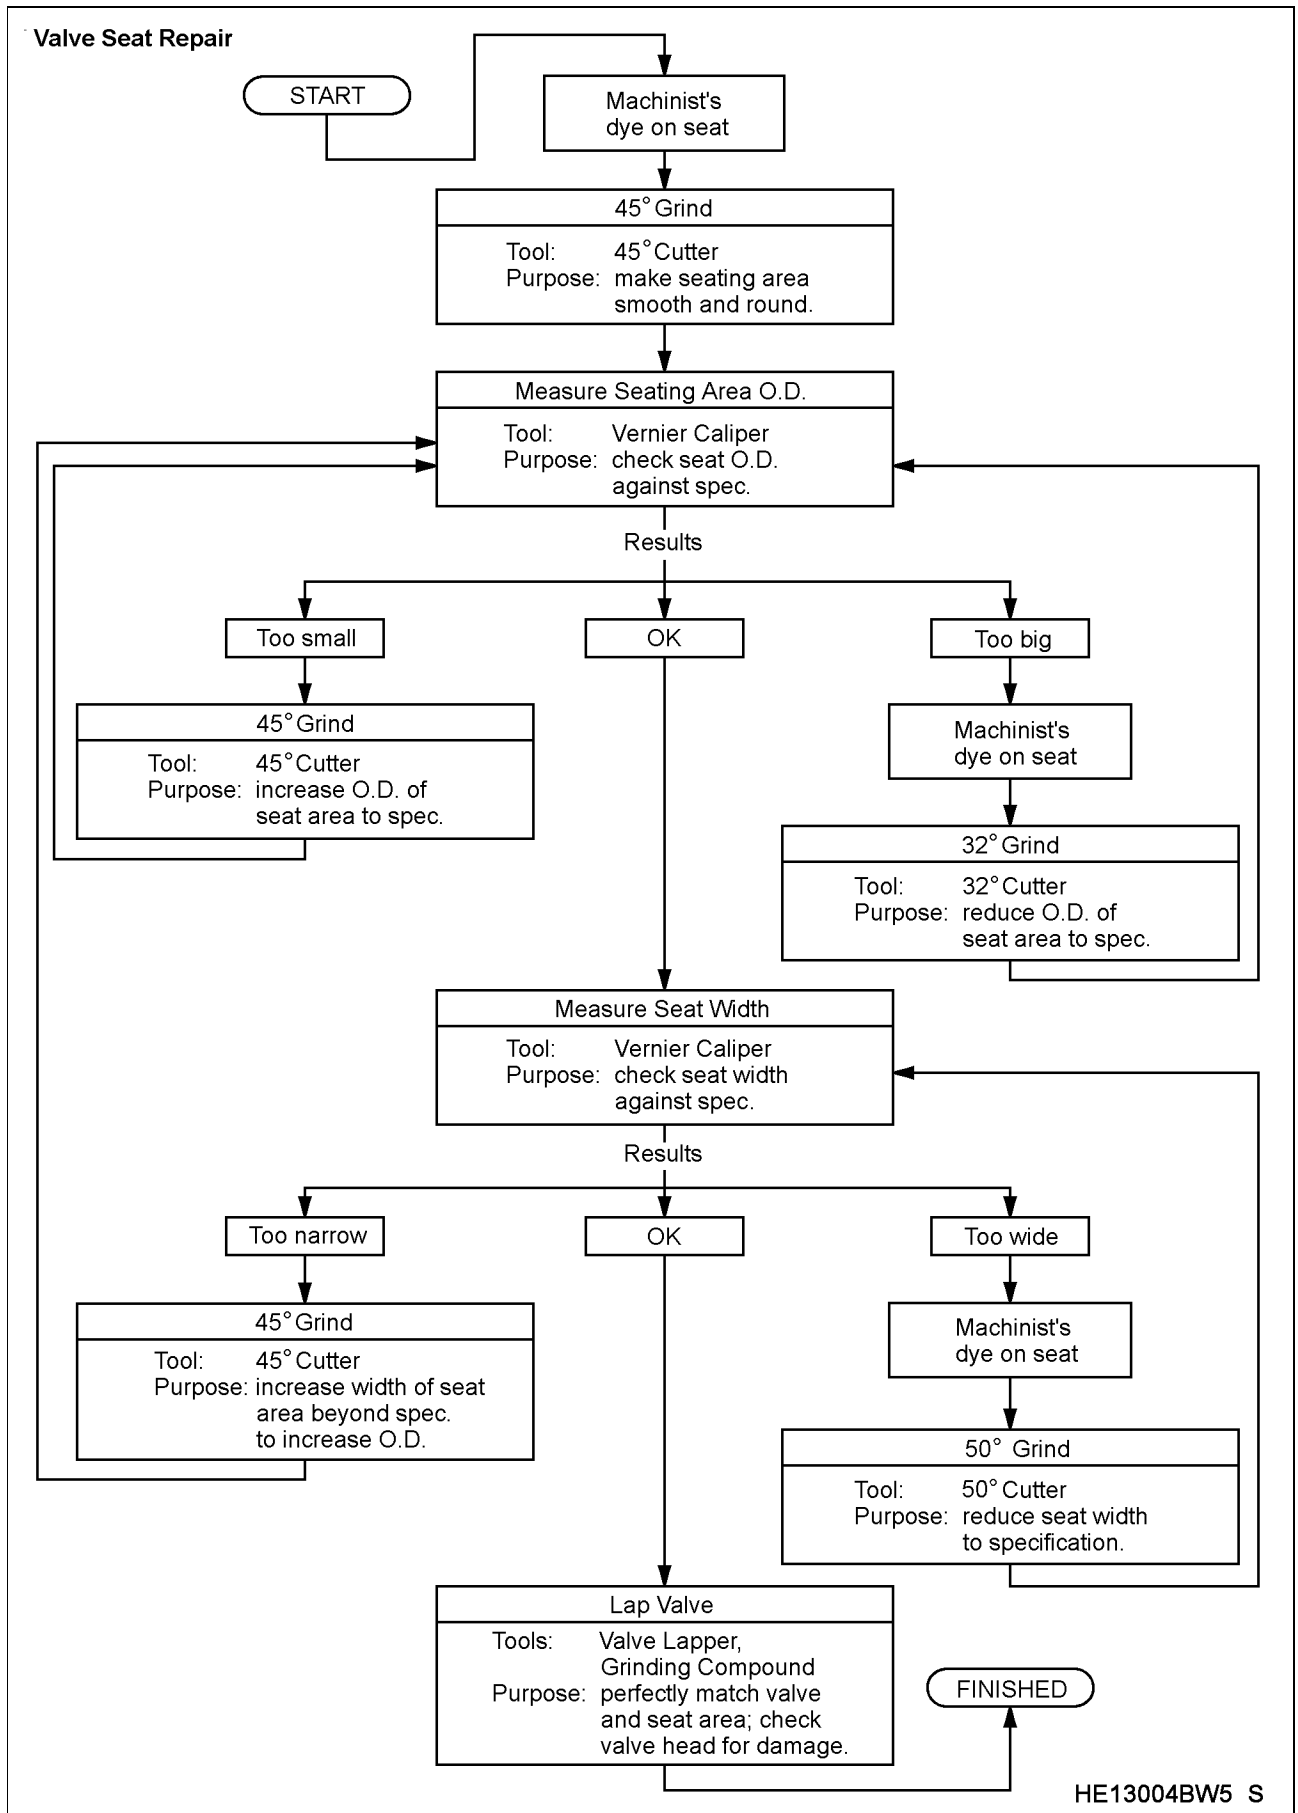 Valve Seat Repair
START
Machinist's
dye on seat
45° Grind
Tool: 45° Cutter
Purpose: make seating area
smooth and round.
Measure Seating Area O.D.
Tool: Vernier Caliper
Purpose: check seat O.D.
against spec.
Results
Too small
OK
Too big
45° Grind
Tool: 45° Cutter
Purpose: increase O.D. of
seat area to spec.
Machinist's
dye on seat
32° Grind
Tool: 32° Cutter
Purpose: reduce O.D. of
seat area to spec.
Measure Seat Width
Tool: Vernier Caliper
Purpose: check seat width
against spec.
Results
Too narrow
OK
Too wide
45° Grind
Tool: 45° Cutter
Purpose: increase width of seat
area beyond spec.
to increase O.D.
Machinist's
dye on seat
50° Grind
Tool: 50° Cutter
Purpose: reduce seat width
to specification.
Lap Valve
Tools: Valve Lapper,
Grinding Compound
Purpose: perfectly match valve
and seat area; check
valve head for damage.
FINISHED
HE13004BW5 S